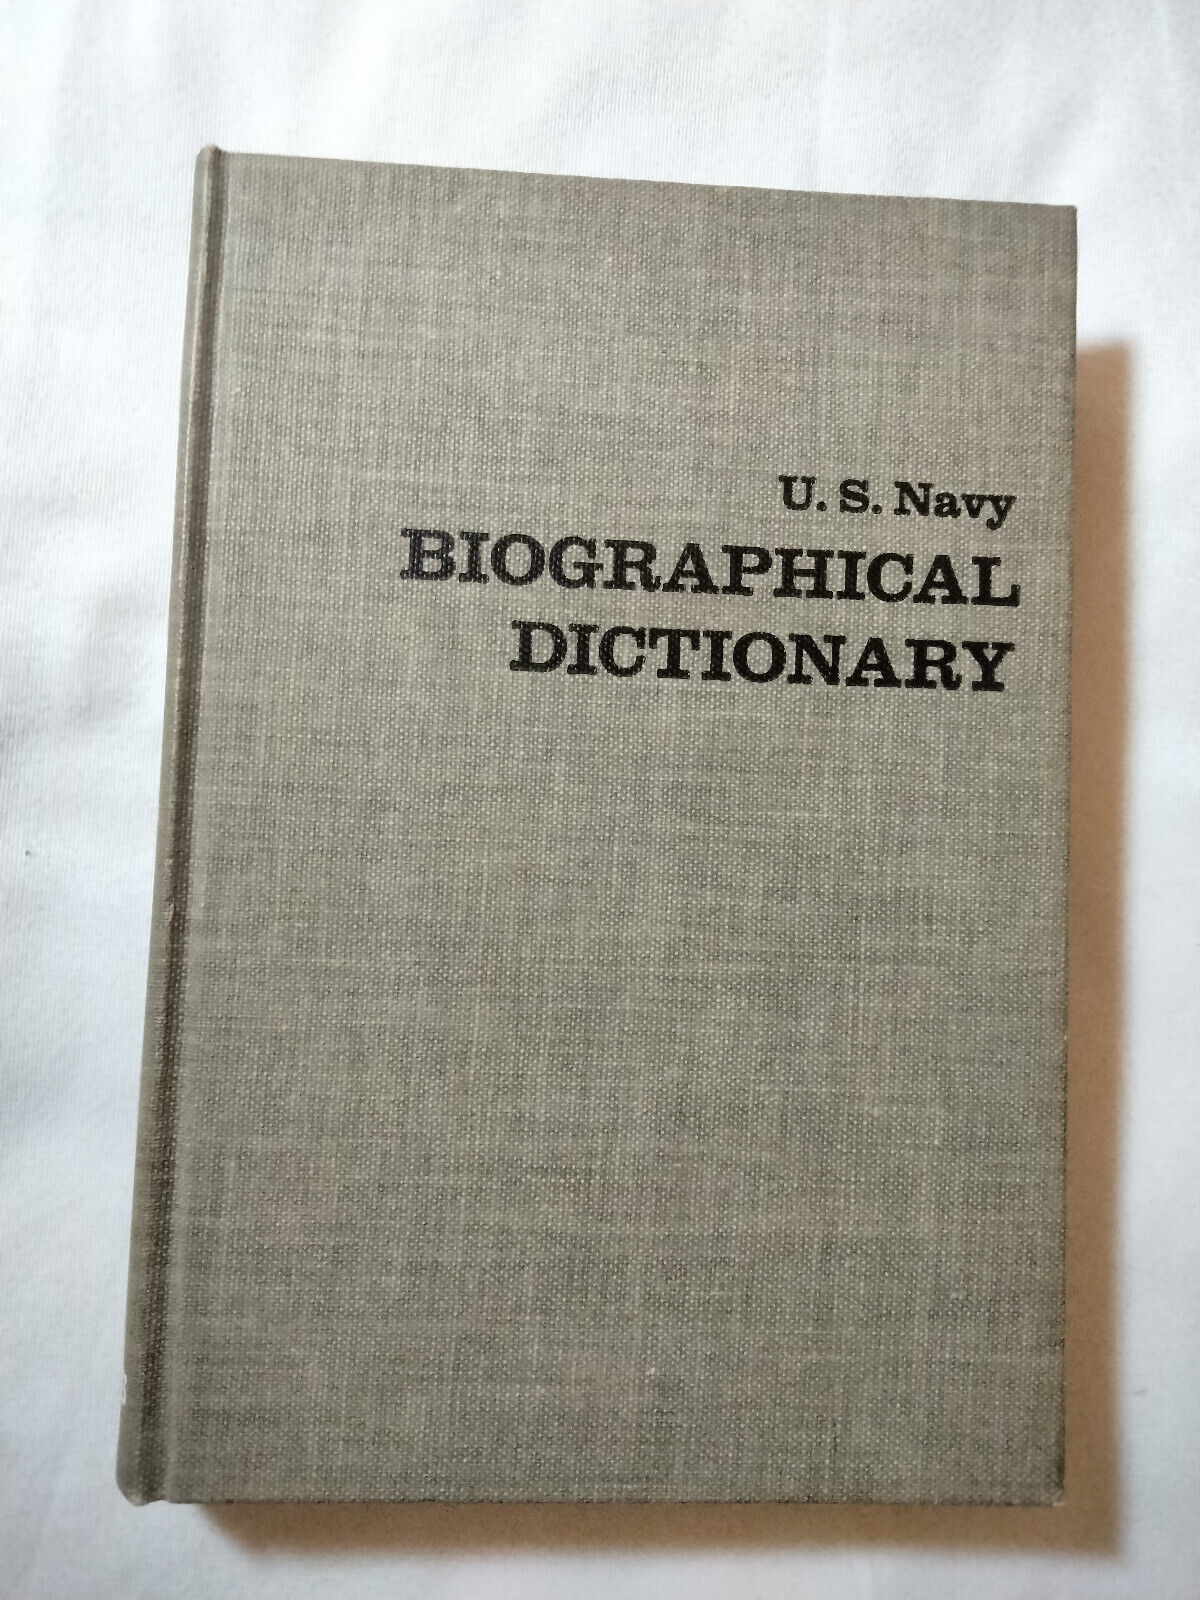 U. S. Navy
BIOGRAPHICAL
DICTIONARY